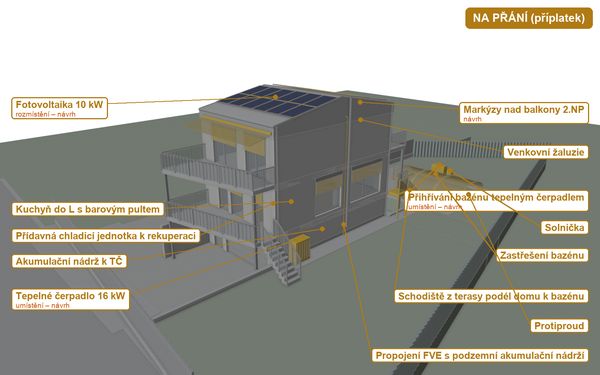 NA PŘÁNÍ (příplatek)
Fotovoltaika 10 kW
rozmístění – návrh
Markýzy nad balkony 2.NP
návrh
Venkovní žaluzie
Kuchyň do L s barovým pultem
Přihřívání bazénu tepelným čerpadlem
umístění – návrh
Solnička
Přídavná chladicí jednotka k rekuperaci
Akumulační nádrž k TČ
Zastřešení bazénu
Tepelné čerpadlo 16 kW
umístění – návrh
Schodiště z terasy podél domu k bazénu
Protiproud
Propojení FVE s podzemní akumulační nádrží